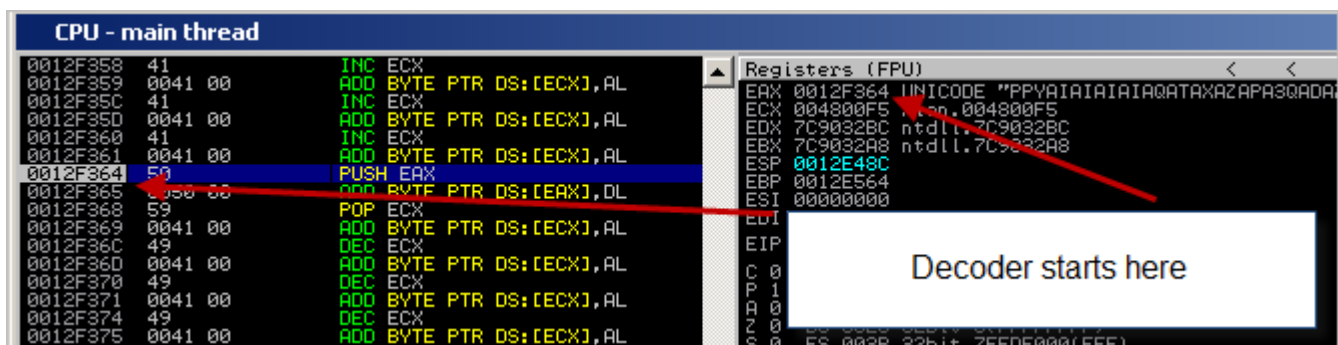 CPU - main thread
0012F358 41 INC ECX
0012F359 0041 00 ADD BYTE PTR DS:[ECX],AL
0012F35C 41 INC ECX
0012F35D 0041 00 ADD BYTE PTR DS:[ECX],AL
0012F360 41 INC ECX
0012F361 0041 00 ADD BYTE PTR DS:[ECX],AL
0012F364 50 PUSH EAX
0012F365 0050 00 ADD BYTE PTR DS:[EAX],DL
0012F368 59 POP ECX
0012F369 0041 00 ADD BYTE PTR DS:[ECX],AL
0012F36C 49 DEC ECX
0012F36D 0041 00 ADD BYTE PTR DS:[ECX],AL
0012F370 49 DEC ECX
0012F371 0041 00 ADD BYTE PTR DS:[ECX],AL
0012F374 49 DEC ECX
0012F375 0041 00 ADD BYTE PTR DS:[ECX],AL
Registers (FPU) < <
EAX 0012F364 UNICODE "PPYAIAIAIAIAQATAXAZAPA3QADAZ
ECX 004800F5 004800F5
EDX 7C9032BC ntdll.7C9032BC
EBX 7C9032A8 ntdll.7C9032A8
ESP 0012E48C
EBP 0012E564
ESI 00000000
EDI
EIP
C 0
P 1
A 0
Z 0
S 0
Decoder starts here